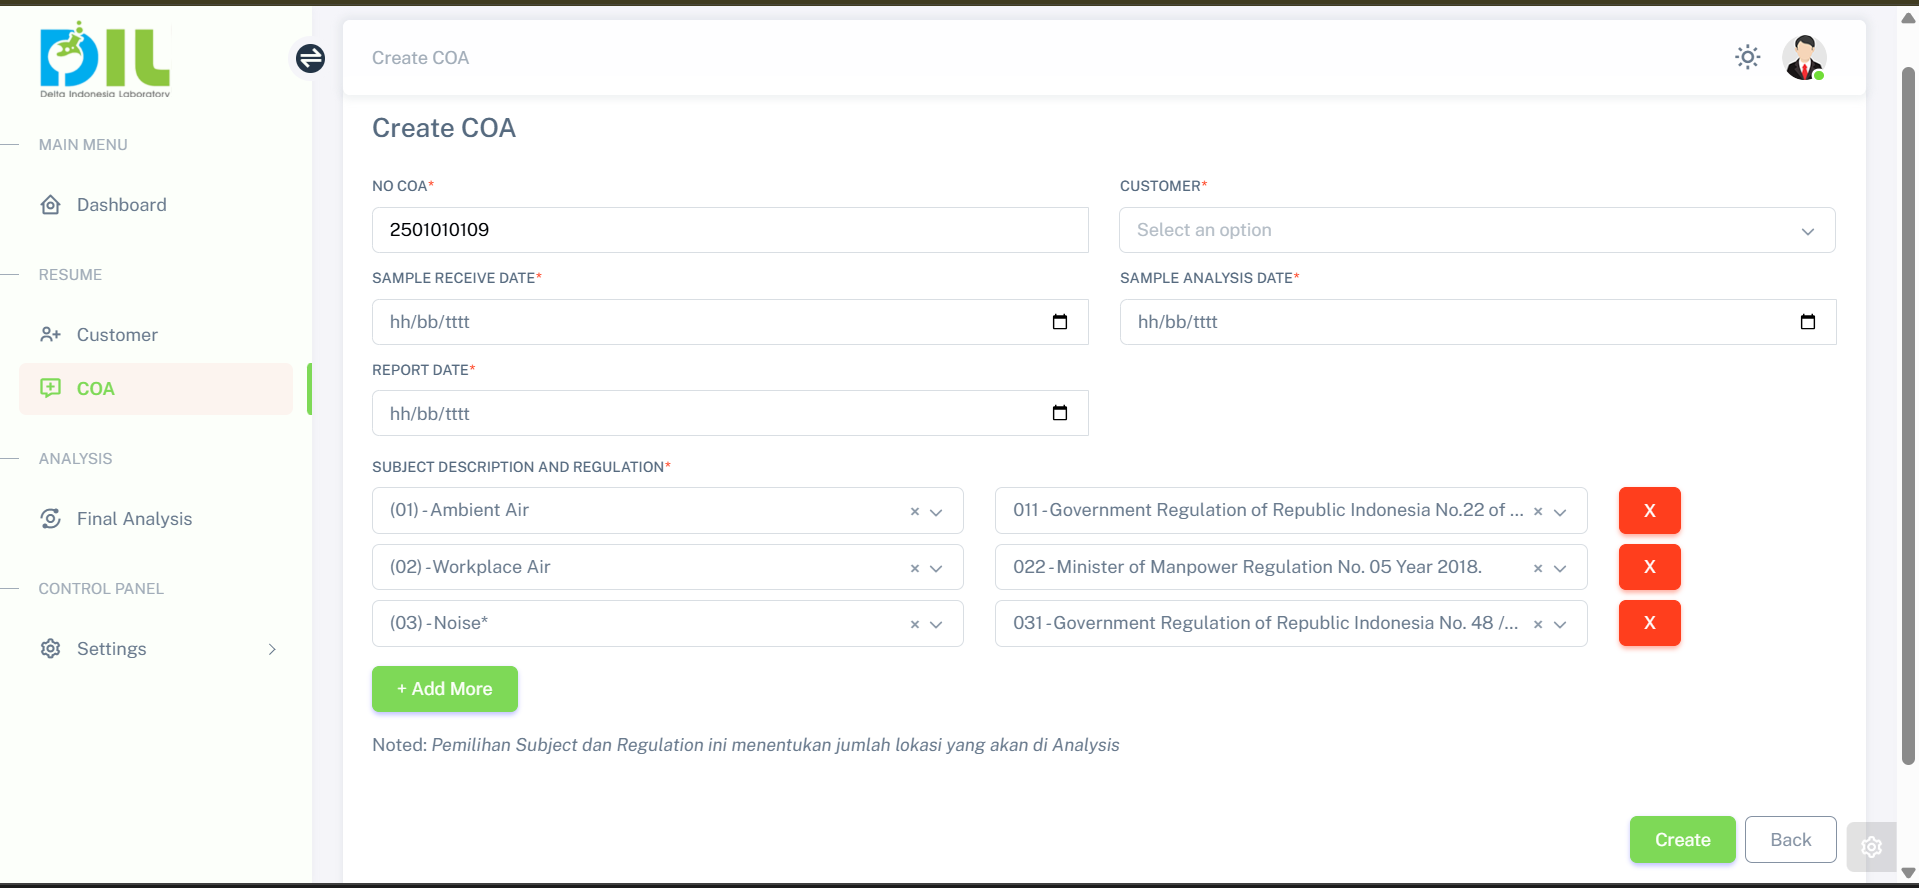 DIL
Delta Indonesia Laboratory
MAIN MENU
Dashboard
RESUME
Customer
COA
ANALYSIS
Final Analysis
CONTROL PANEL
Settings
Create COA
Create COA
NO COA*
2501010109
CUSTOMER*
Select an option
SAMPLE RECEIVE DATE*
hh/bb/tttt
SAMPLE ANALYSIS DATE*
hh/bb/tttt
REPORT DATE*
hh/bb/tttt
SUBJECT DESCRIPTION AND REGULATION*
(01) - Ambient Air × 011 - Government Regulation of Republic Indonesia No.22 of ... × X
(02) - Workplace Air × 022 - Minister of Manpower Regulation No. 05 Year 2018. × X
(03) - Noise* × 031 - Government Regulation of Republic Indonesia No. 48 /... × X
+ Add More
Noted: Pemilihan Subject dan Regulation ini menentukan jumlah lokasi yang akan di Analysis
Create
Back